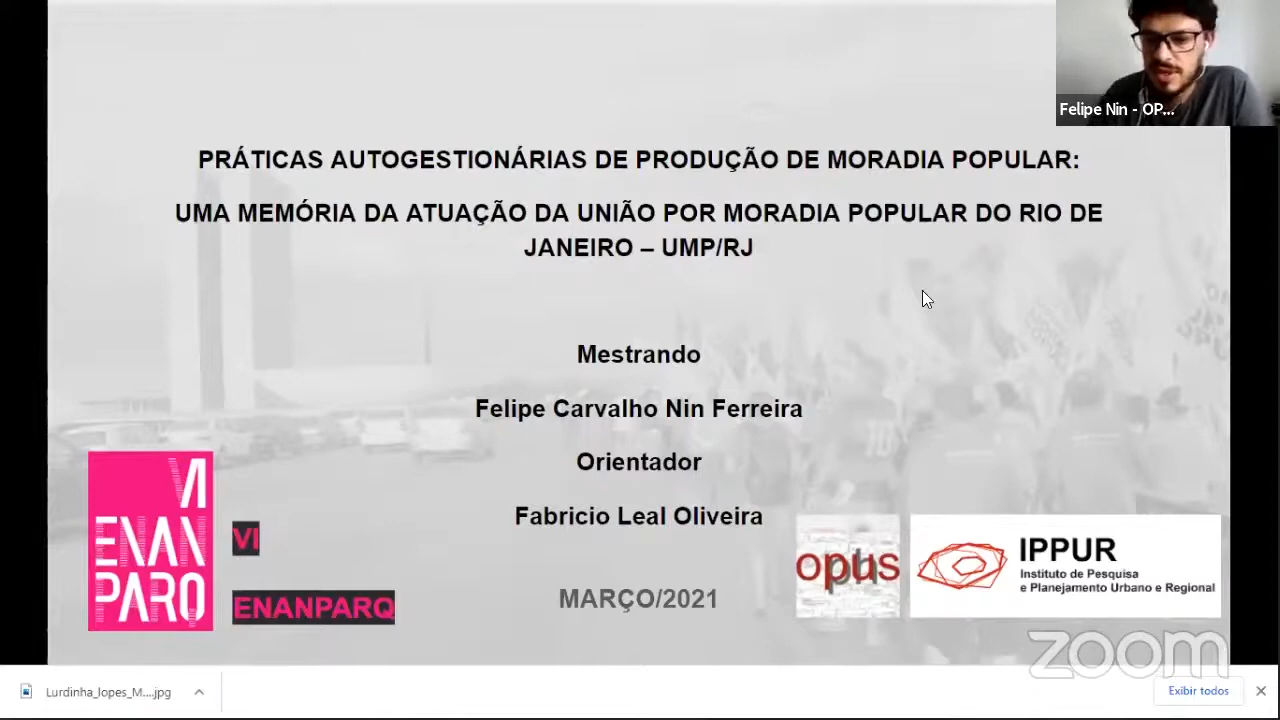 Felipe Nin - OP...
PRÁTICAS AUTOGESTIONÁRIAS DE PRODUÇÃO DE MORADIA POPULAR:
UMA MEMÓRIA DA ATUAÇÃO DA UNIÃO POR MORADIA POPULAR DO RIO DE
JANEIRO – UMP/RJ
Mestrando
Felipe Carvalho Nin Ferreira
Orientador
Fabricio Leal Oliveira
MARÇO/2021
VI
ENAN
PARQ
VI
ENANPARQ
opus
IPPUR
Instituto de Pesquisa
e Planejamento Urbano e Regional
zoom
Lurdinha_lopes_M....jpg
Exibir todos